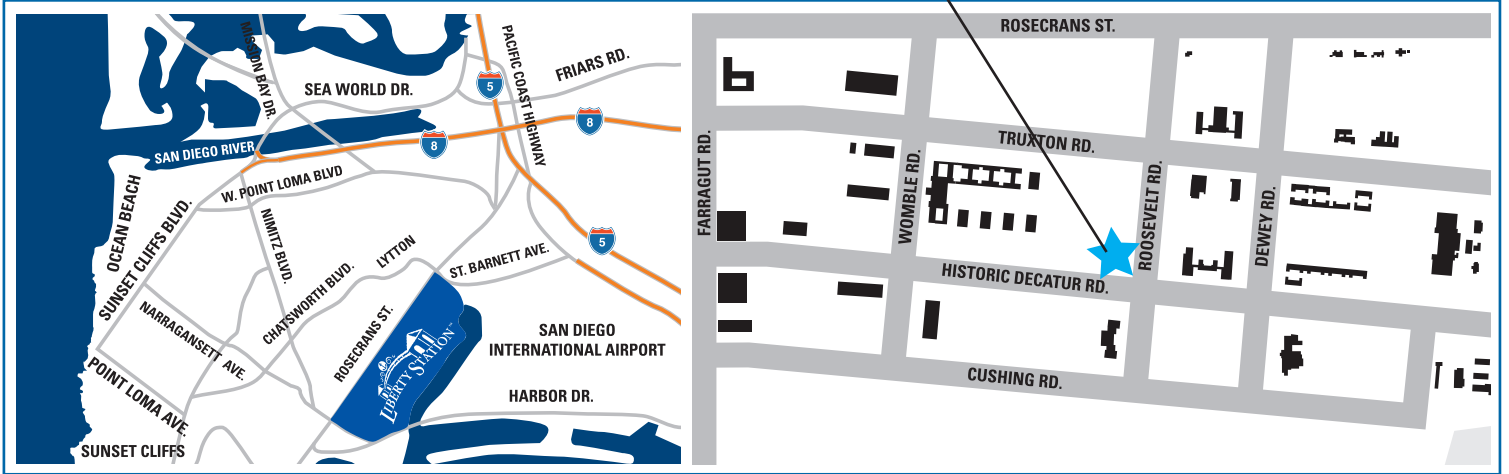 MISSION BAY DR.
SEA WORLD DR.
PACIFIC COAST HIGHWAY
FRIARS RD.
5
8
8
SAN DIEGO RIVER
W. POINT LOMA BLVD
OCEAN BEACH
SUNSET CLIFFS BLVD.
NIMITZ BLVD.
CHATSWORTH BLVD.
LYTTON
ST. BARNETT AVE.
5
NARRAGANSETT AVE.
ROSECRANS ST.
LIBERTY STATION™
SAN DIEGO
INTERNATIONAL AIRPORT
HARBOR DR.
POINT LOMA AVE.
SUNSET CLIFFS
ROSECRANS ST.
TRUXTON RD.
FARRAGUT RD.
WOMBLE RD.
ROOSEVELT RD.
DEWEY RD.
HISTORIC DECATUR RD.
CUSHING RD.